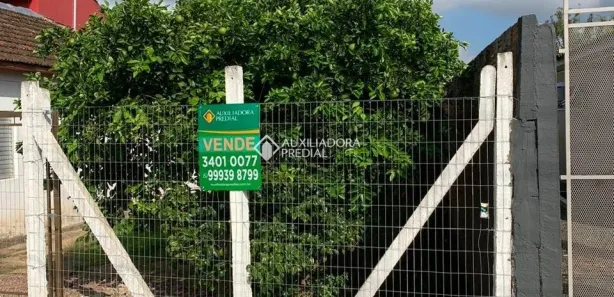 AUXILIADORA
PREDIAL
VENDE
3401 0077
99939 8799
AUXILIADORA
PREDIAL